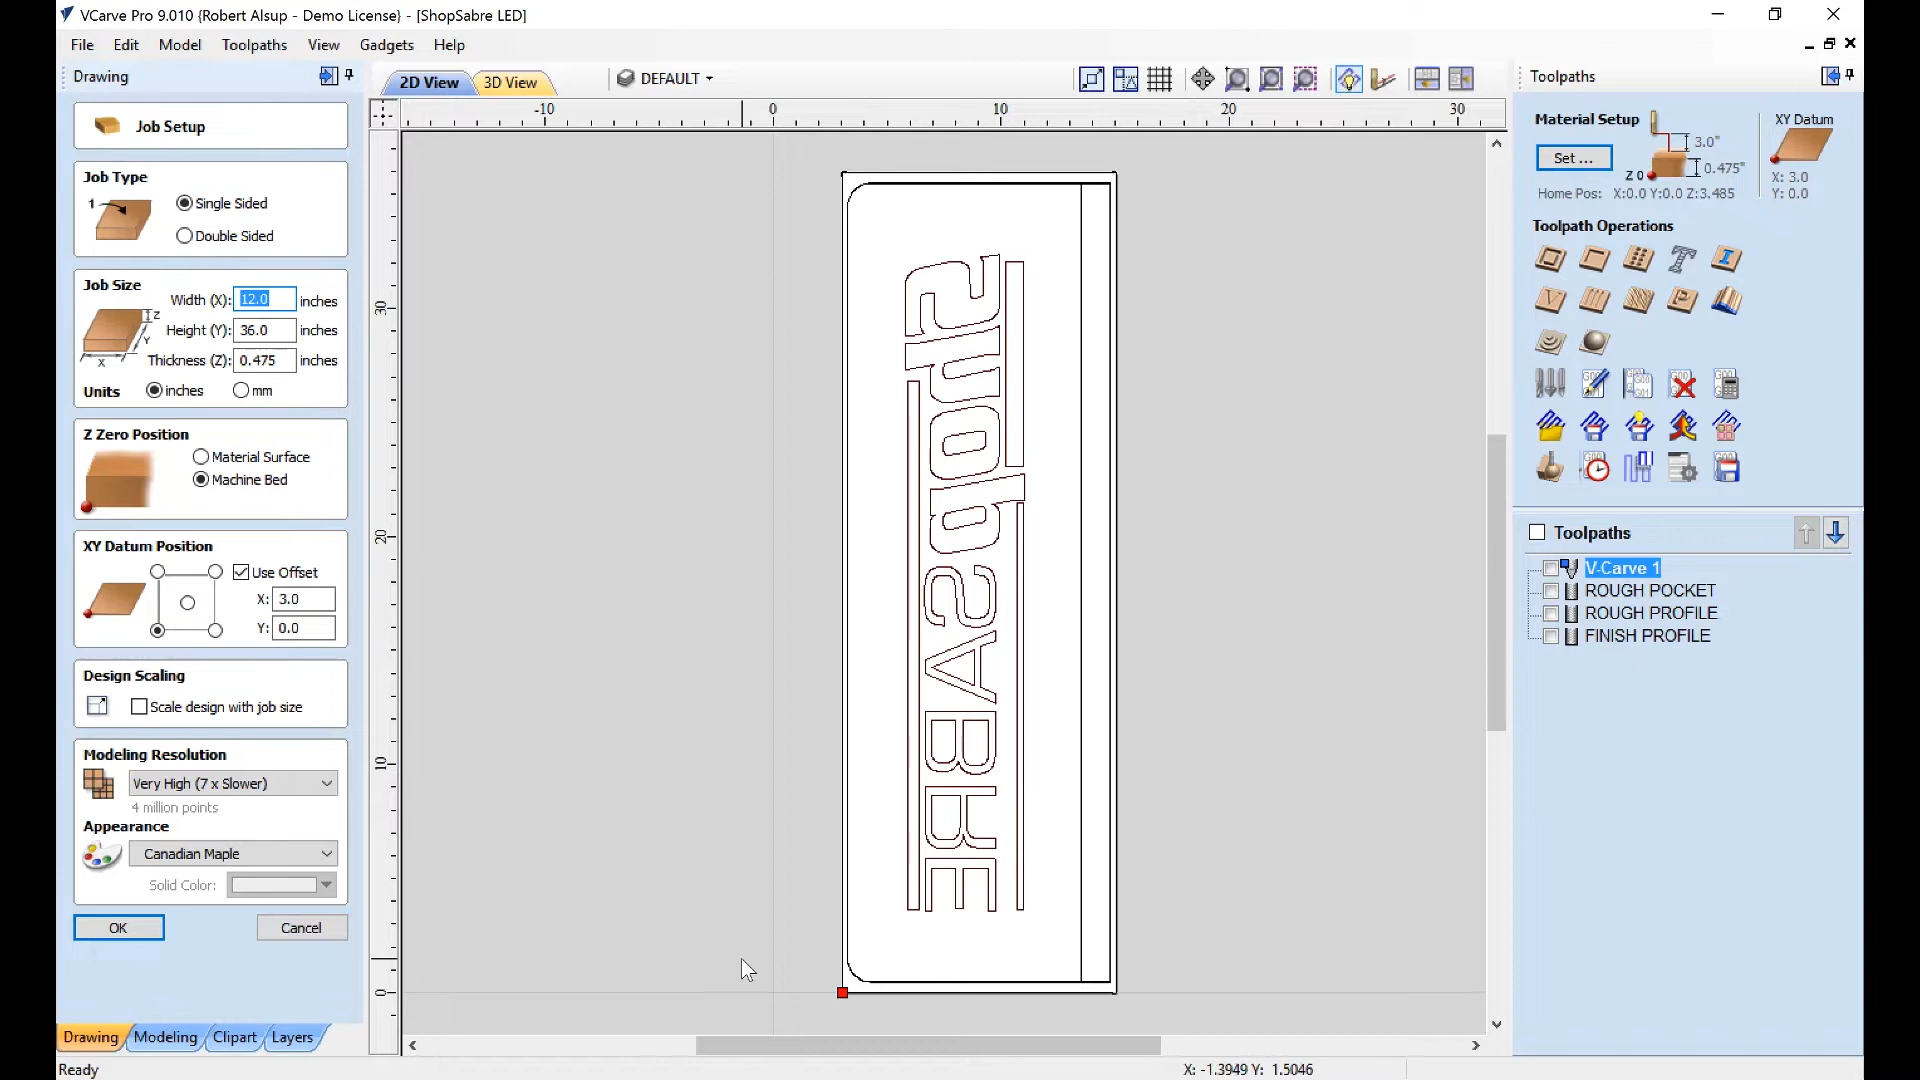 VCarve Pro 9.010 {Robert Alsup - Demo License} - [ShopSabre LED]
File Edit Model Toolpaths View Gadgets Help
Drawing
Job Setup
Job Type
1
Single Sided
Double Sided
Job Size
Width (X): 12.0 inches
Height (Y): 36.0 inches
Thickness (Z): 0.475 inches
Z
Y
X
Units inches mm
Z Zero Position
Material Surface
Machine Bed
XY Datum Position
Use Offset
X: 3.0
Y: 0.0
Design Scaling
Scale design with job size
Modeling Resolution
Very High (7 x Slower)
4 million points
Appearance
Canadian Maple
Solid Color:
OK Cancel
Drawing Modeling Clipart Layers
Ready
2D View 3D View DEFAULT
-10 0 10 20 30
30
20
10
0
ShopSABRE
X: -1.3949 Y: 1.5046
Toolpaths
Material Setup
Set ...
3.0"
0.475"
Z 0
Home Pos: X:0.0 Y:0.0 Z:3.485
XY Datum
X: 3.0
Y: 0.0
Toolpath Operations
Toolpaths
V-Carve 1
ROUGH POCKET
ROUGH PROFILE
FINISH PROFILE